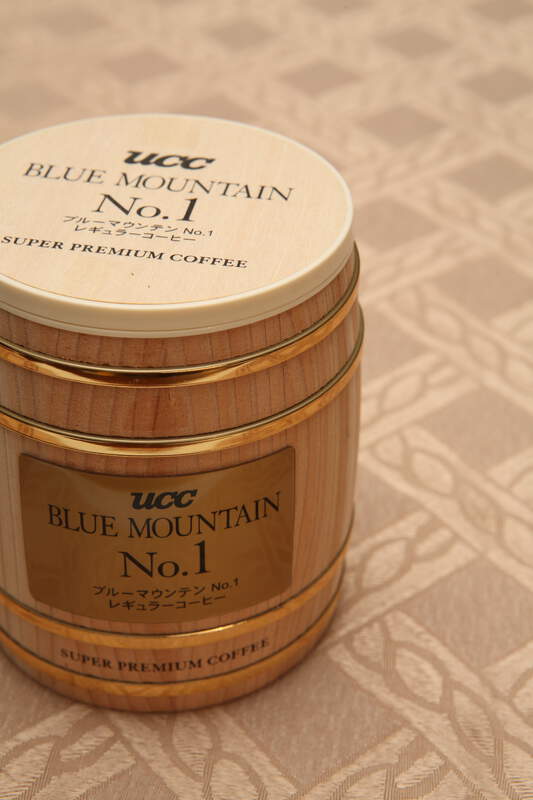 ucc
BLUE MOUNTAIN
No.1
ブルーマウンテン No.1
レギュラーコーヒー
SUPER PREMIUM COFFEE
ucc
BLUE MOUNTAIN
No.1
ブルーマウンテン No.1
レギュラーコーヒー
SUPER PREMIUM COFFEE